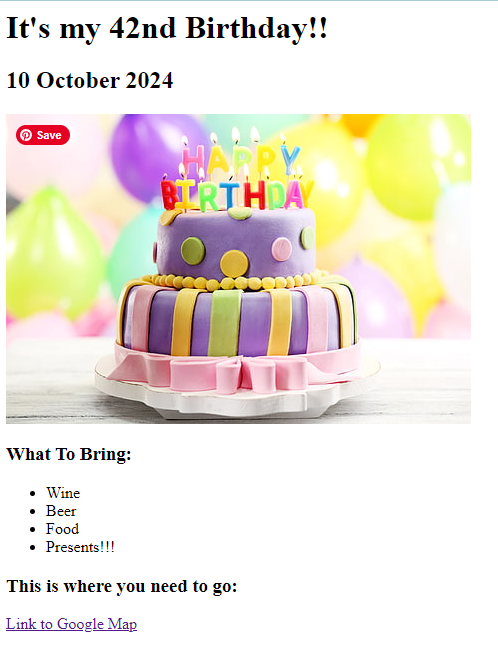 It's my 42nd Birthday!!
10 October 2024
Save
HAPPY
BIRTHDAY
What To Bring:
Wine
Beer
Food
Presents!!!
This is where you need to go:
Link to Google Map